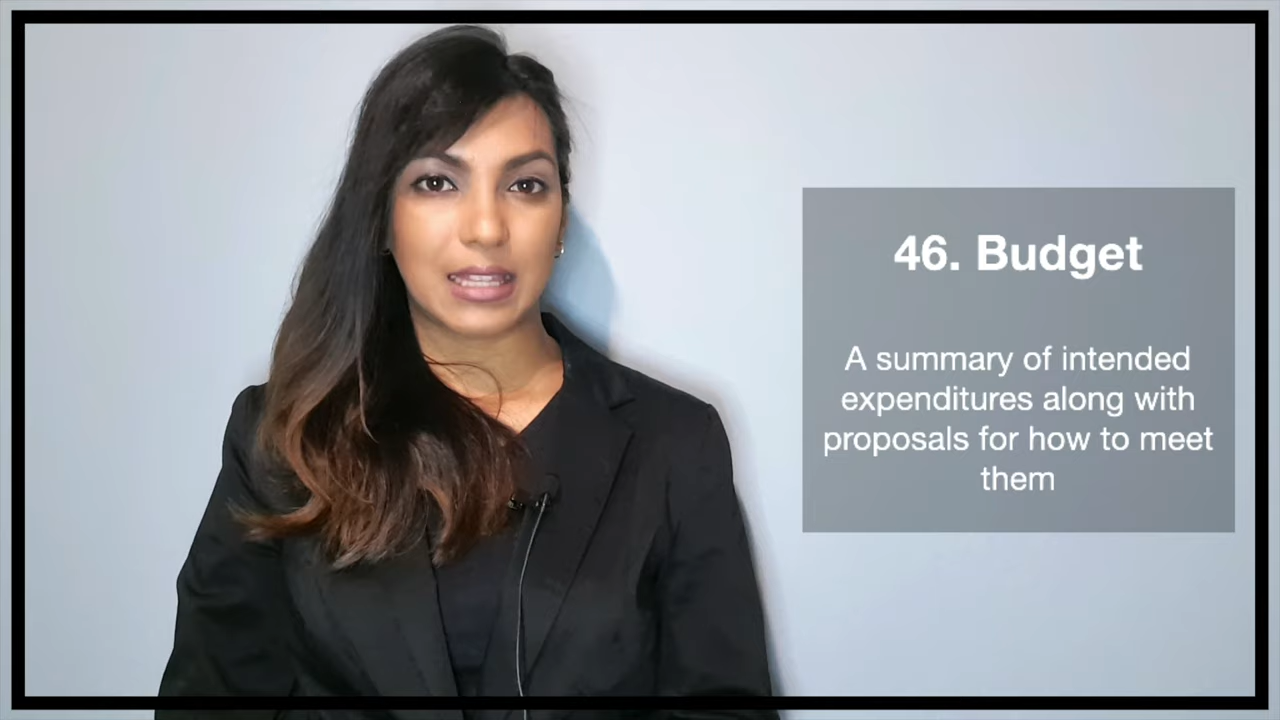 46. Budget
A summary of intended
expenditures along with
proposals for how to meet
them